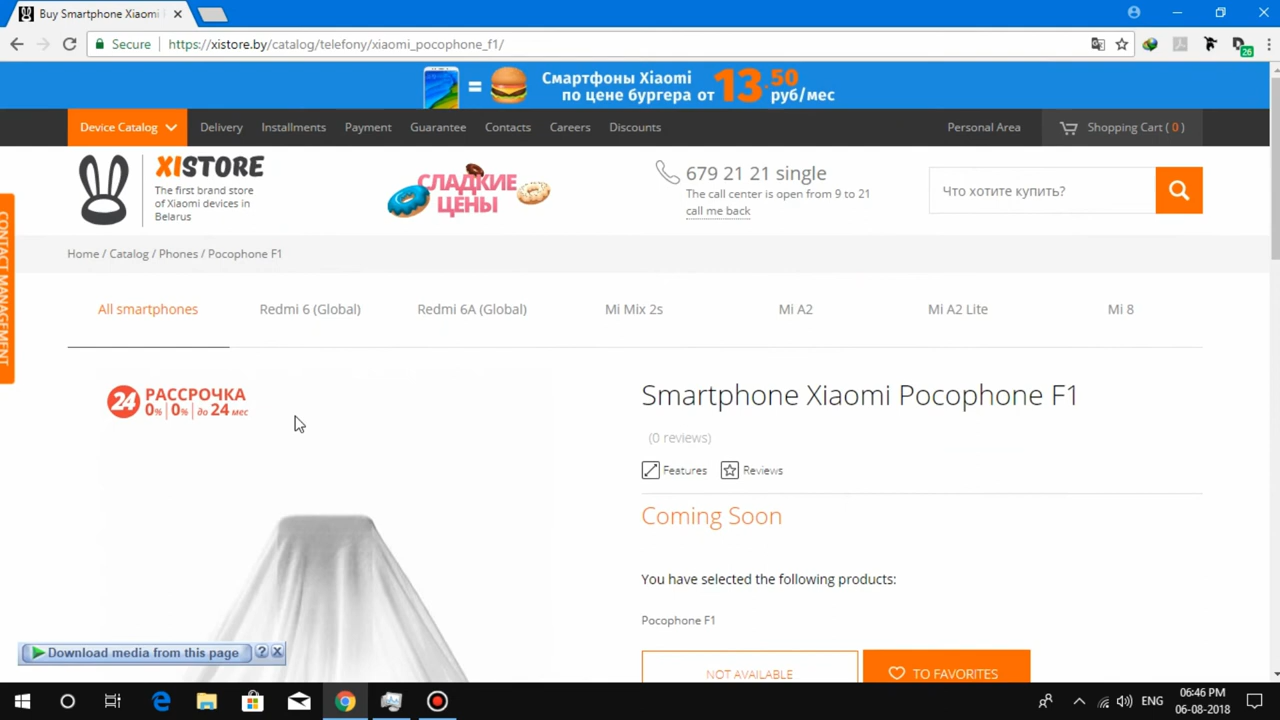 Buy Smartphone Xiaomi
Secure
https://xistore.by/catalog/telefony/xiaomi_pocophone_f1/
26
= Смартфоны Xiaomi
по цене бургера от 13.50 руб/мес
Device Catalog
Delivery
Installments
Payment
Guarantee
Contacts
Careers
Discounts
Personal Area
Shopping Cart ( 0 )
XISTORE
The first brand store
of Xiaomi devices in
Belarus
СЛАДКИЕ
ЦЕНЫ
679 21 21 single
The call center is open from 9 to 21
call me back
Что хотите купить?
CONTACT MANAGEMENT
Home / Catalog / Phones / Pocophone F1
All smartphones
Redmi 6 (Global)
Redmi 6A (Global)
Mi Mix 2s
Mi A2
Mi A2 Lite
Mi 8
24 РАССРОЧКА
0% | 0% | до 24 мес
Smartphone Xiaomi Pocophone F1
(0 reviews)
Features
Reviews
Coming Soon
You have selected the following products:
Pocophone F1
NOT AVAILABLE
TO FAVORITES
Download media from this page
?
ENG
06:46 PM
06-08-2018